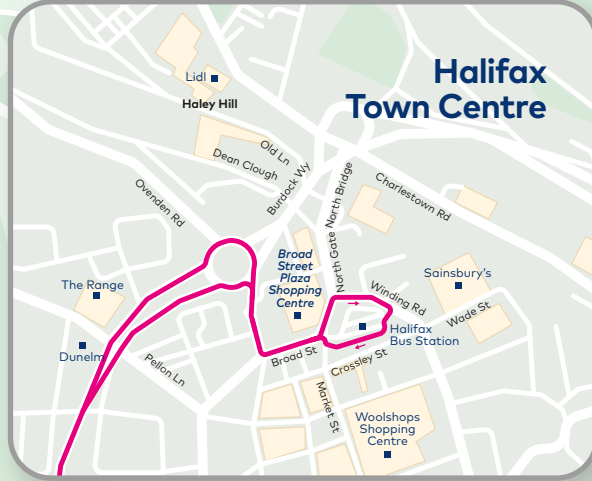 Halifax
Town Centre
Lidl
Haley Hill
Old Ln
Dean Clough
Burdock Wy
North Bridge
Charlestown Rd
Ovenden Rd
North Gate
Broad
Street
Plaza
Shopping
Centre
Sainsbury's
The Range
Winding Rd
Wade St
Halifax
Bus Station
Dunelm
Pellon Ln
Broad St
Crossley St
Market St
Woolshops
Shopping
Centre